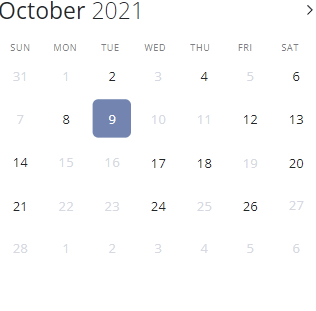 October 2021
SUN MON TUE WED THU FRI SAT
31 1 2 3 4 5 6
7 8 9 10 11 12 13
14 15 16 17 18 19 20
21 22 23 24 25 26 27
28 1 2 3 4 5 6